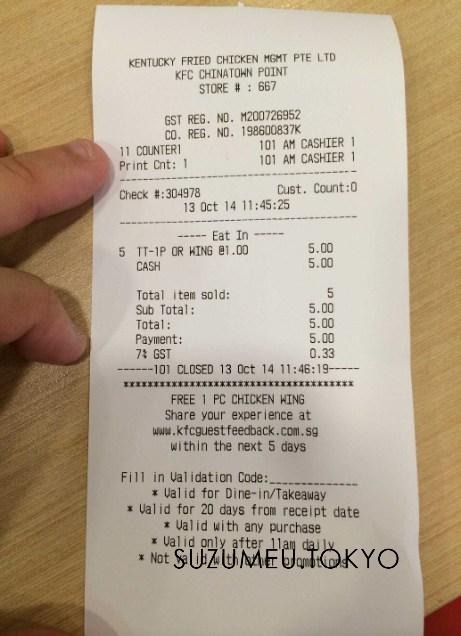 KENTUCKY FRIED CHICKEN MGMT PTE LTD
KFC CHINATOWN POINT
STORE # : 667
GST REG. NO. M200726952
CO. REG. NO. 198600837K
11 COUNTER1 101 AM CASHIER 1
Print Cnt: 1 101 AM CASHIER 1
Check #:304978 Cust. Count:0
13 Oct 14 11:45:25
----- Eat In -----
5 TT-1P OR WING @1.00 5.00
CASH 5.00
Total item sold: 5
Sub Total: 5.00
Total: 5.00
Payment: 5.00
7% GST 0.33
------101 CLOSED 13 Oct 14 11:46:19-----
****************************************
FREE 1 PC CHICKEN WING
Share your experience at
www.kfcguestfeedback.com.sg
within the next 5 days
Fill in Validation Code:_____________
* Valid for Dine-in/Takeaway
* Valid for 20 days from receipt date
* Valid with any purchase
* Valid only after 11am daily
* Not valid with other promotions
SUZUMEU.TOKYO